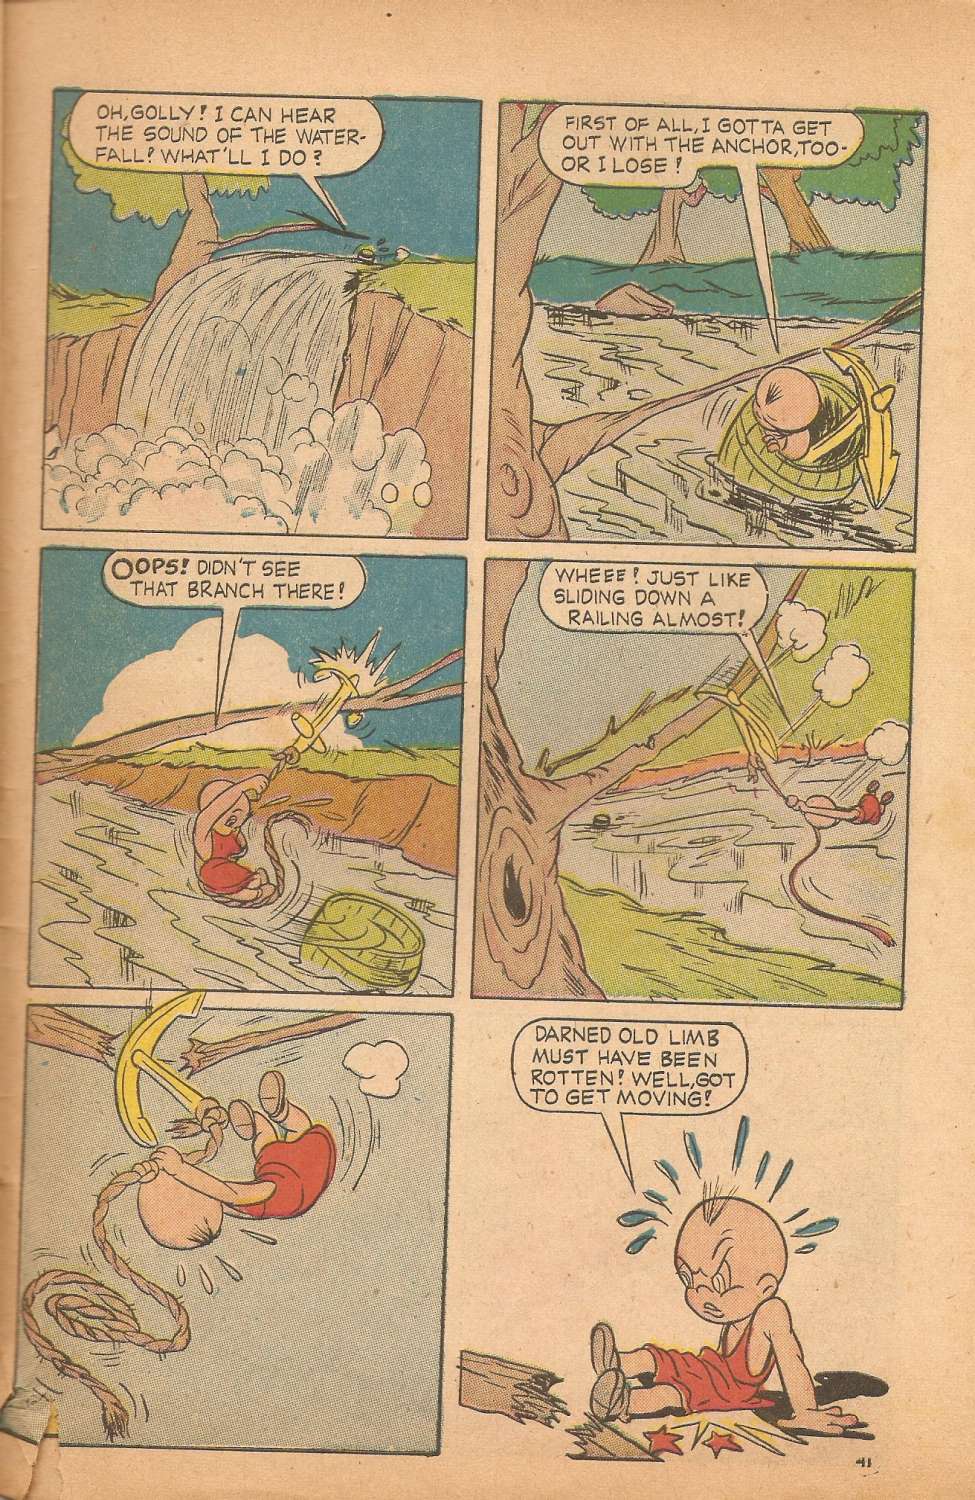 OH, GOLLY! I CAN HEAR
THE SOUND OF THE WATER-
FALL! WHAT'LL I DO?
FIRST OF ALL, I GOTTA GET
OUT WITH THE ANCHOR, TOO-
OR I LOSE!
OOPS! DIDN'T SEE
THAT BRANCH THERE!
WHEEE! JUST LIKE
SLIDING DOWN A
RAILING ALMOST!
DARNED OLD LIMB
MUST HAVE BEEN
ROTTEN! WELL, GOT
TO GET MOVING!
41